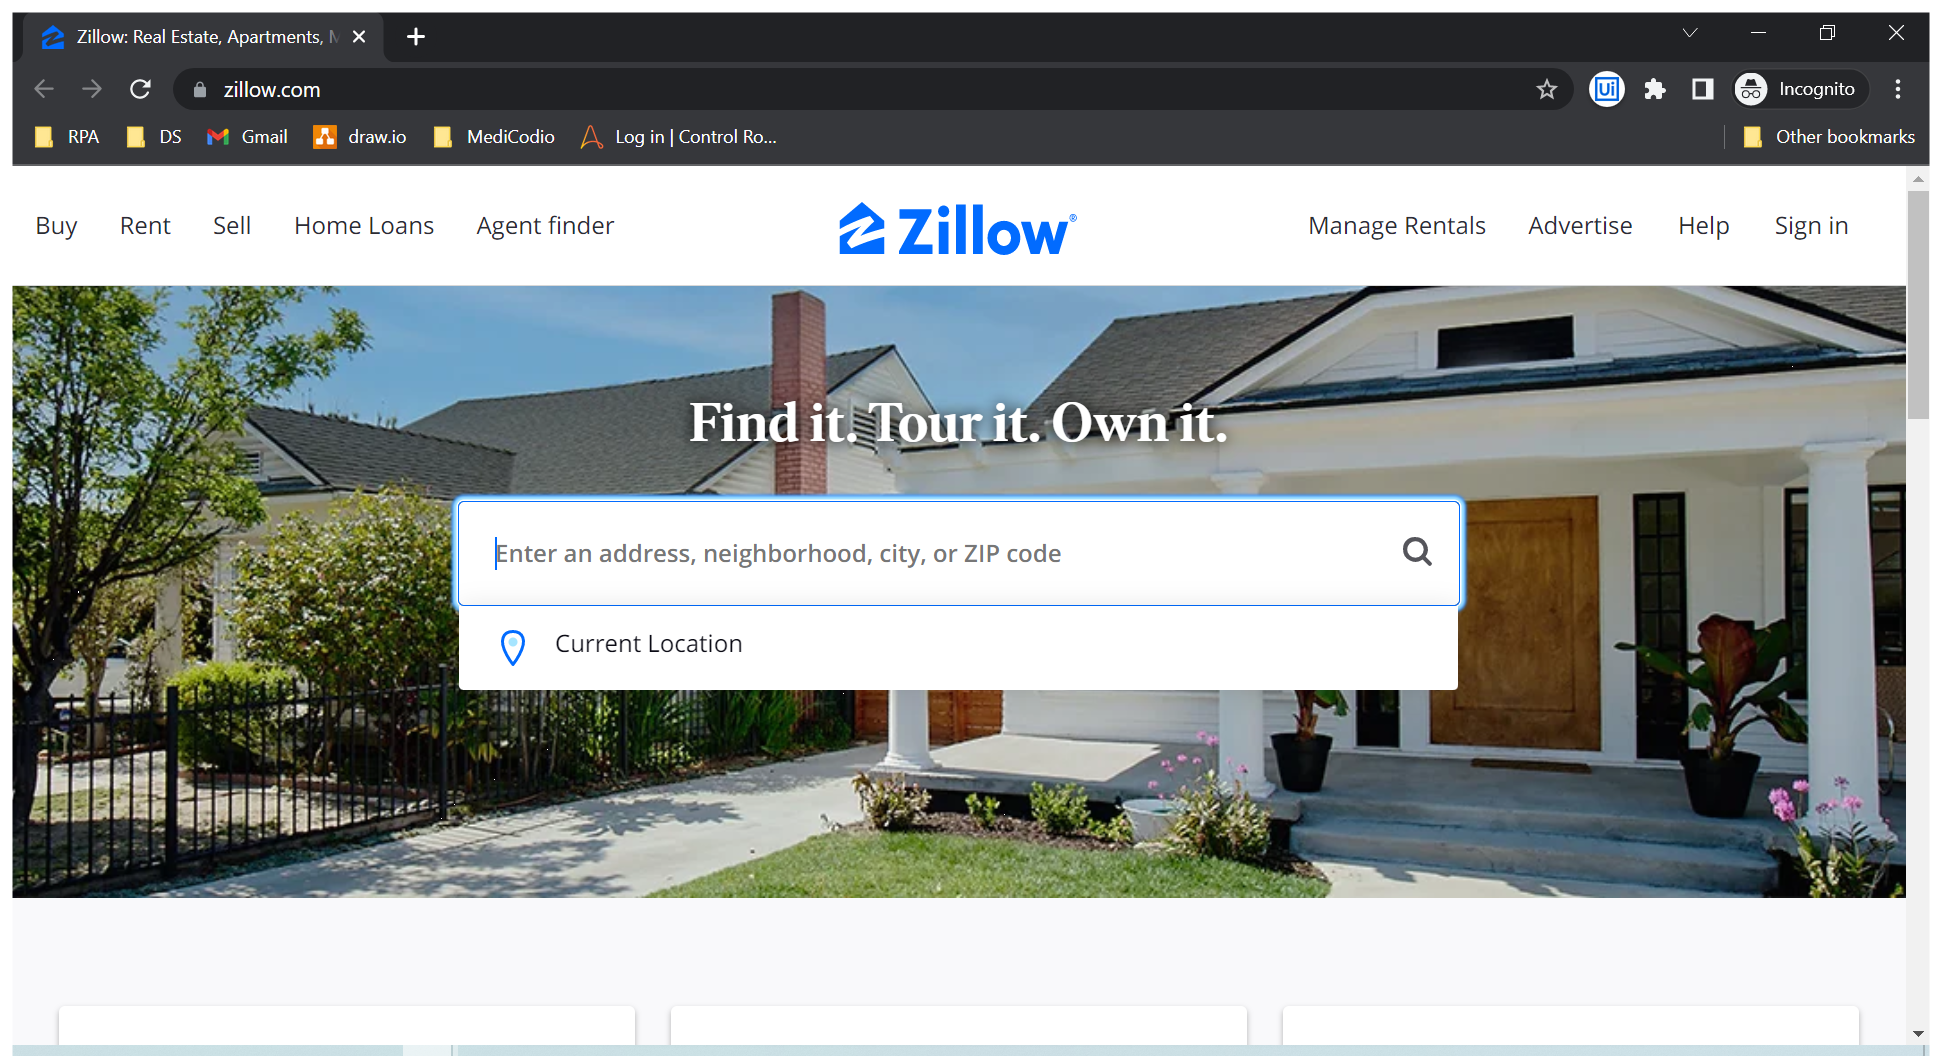 Zillow: Real Estate, Apartments, M
zillow.com
Ui
Incognito
RPA
DS
Gmail
draw.io
MediCodio
Log in | Control Ro...
Other bookmarks
Buy
Rent
Sell
Home Loans
Agent finder
Zillow®
Manage Rentals
Advertise
Help
Sign in
Find it. Tour it. Own it.
Enter an address, neighborhood, city, or ZIP code
Current Location